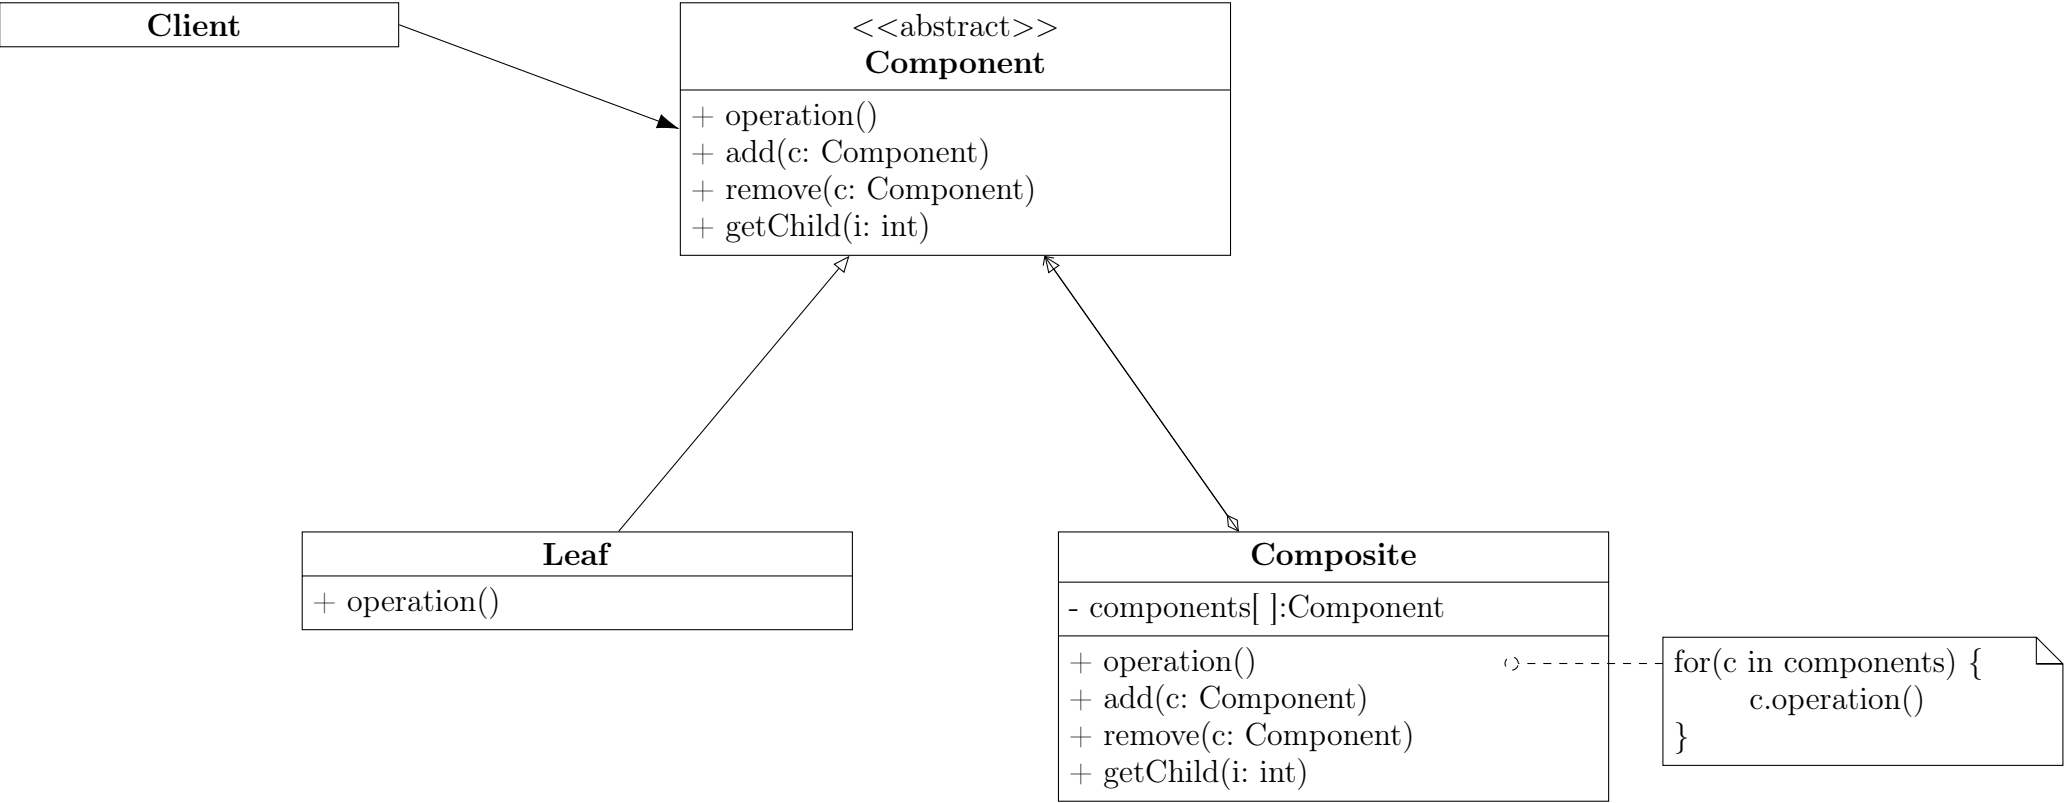 Client
<<abstract>>
Component
+ operation()
+ add(c: Component)
+ remove(c: Component)
+ getChild(i: int)
Leaf
+ operation()
Composite
- components[ ]:Component
+ operation()
+ add(c: Component)
+ remove(c: Component)
+ getChild(i: int)
for(c in components) {
c.operation()
}